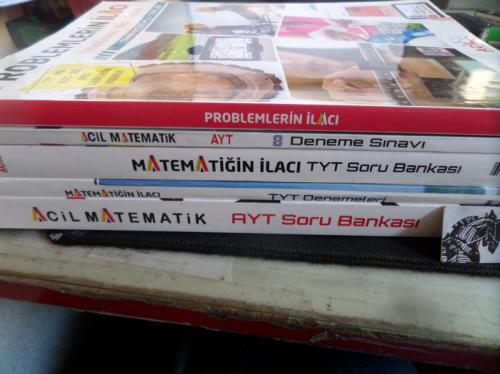 PROBLEMLERİN İLACI
PROBLEMLERİN İLACI
ACİL MATEMATİK AYT 8 Deneme Sınavı
MATEMATİĞİN İLACI TYT Soru Bankası
MATEMATİĞİN İLACI TYT Denemeleri
ACİL MATEMATİK AYT Soru Bankası